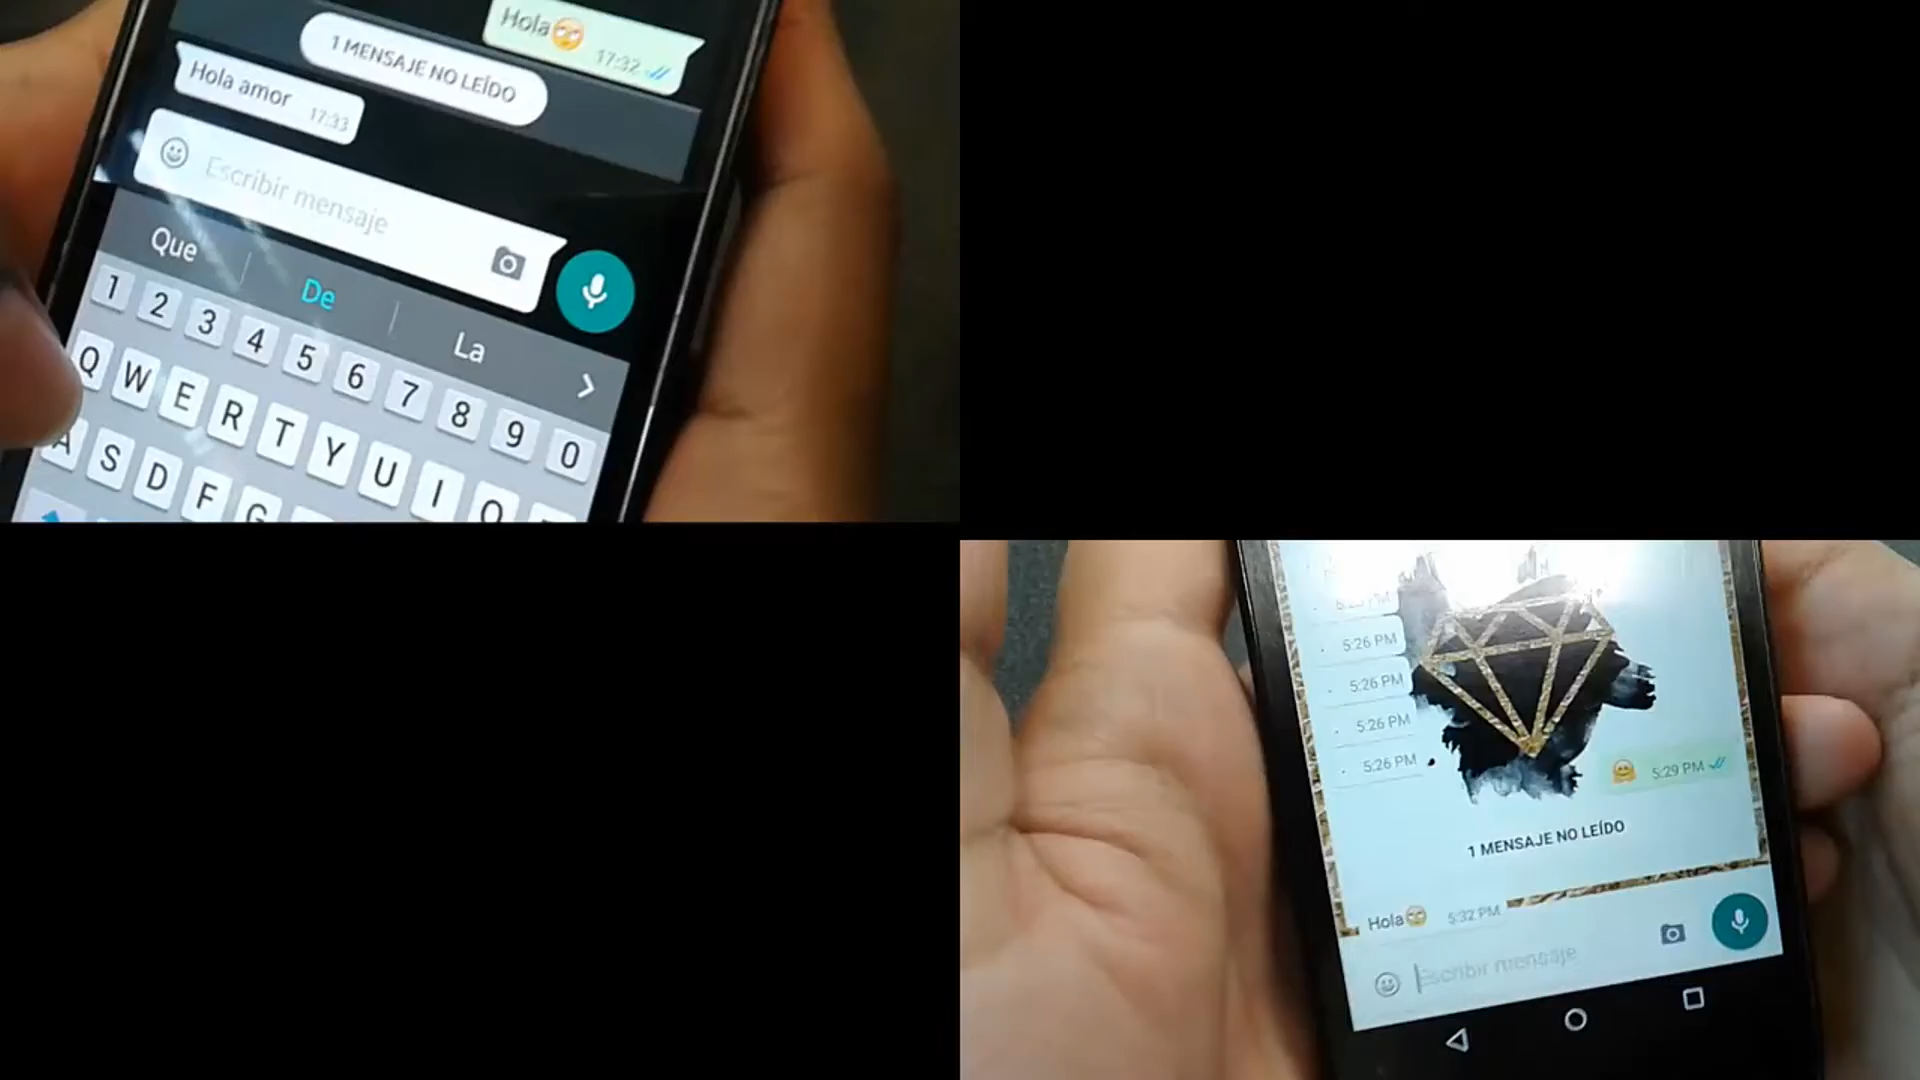 Hola🙄
17:32
1 MENSAJE NO LEÍDO
Hola amor 17:33
Escribir mensaje
Que De La
1 2 3 4 5 6 7 8 9 0
Q W E R T Y U I O
A S D F G
5:26 PM
5:26 PM
5:26 PM
5:26 PM
🤗 5:29 PM
1 MENSAJE NO LEÍDO
Hola🙄 5:32 PM
Escribir mensaje